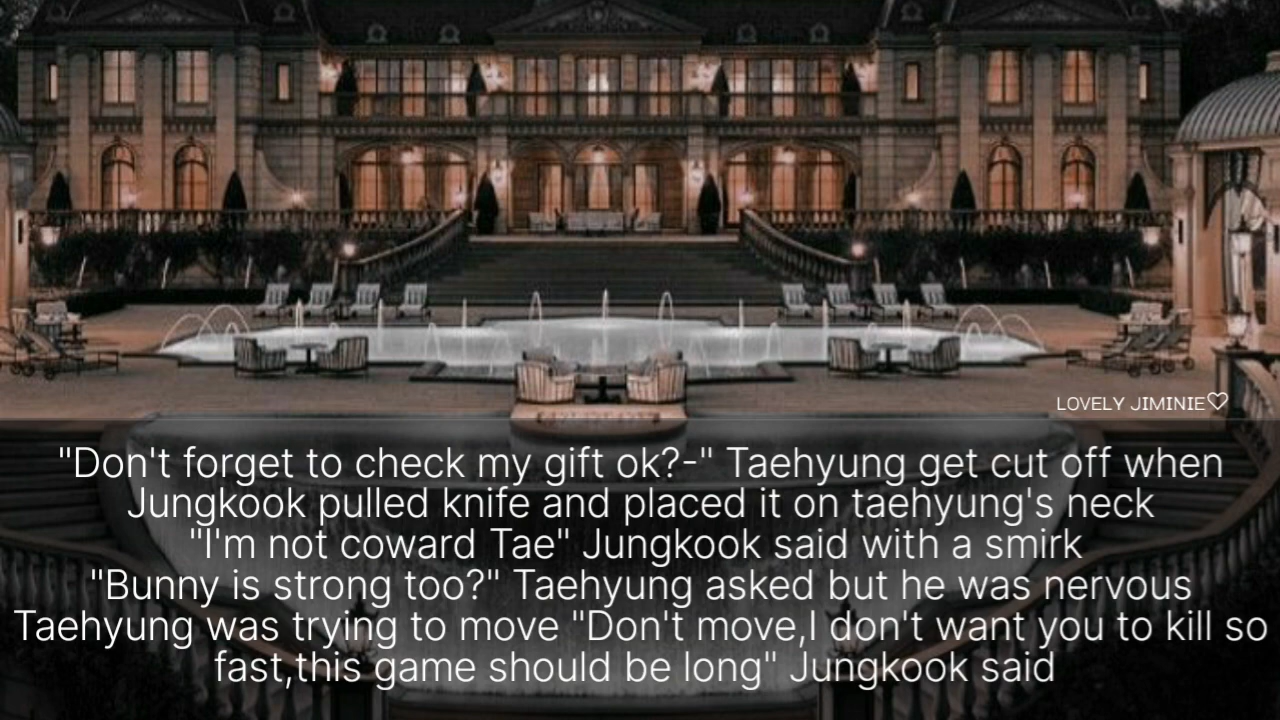 LOVELY JIMINIE♡
"Don't forget to check my gift ok?-" Taehyung get cut off when
Jungkook pulled knife and placed it on taehyung's neck
"I'm not coward Tae" Jungkook said with a smirk
"Bunny is strong too?" Taehyung asked but he was nervous
Taehyung was trying to move "Don't move,I don't want you to kill so
fast,this game should be long" Jungkook said